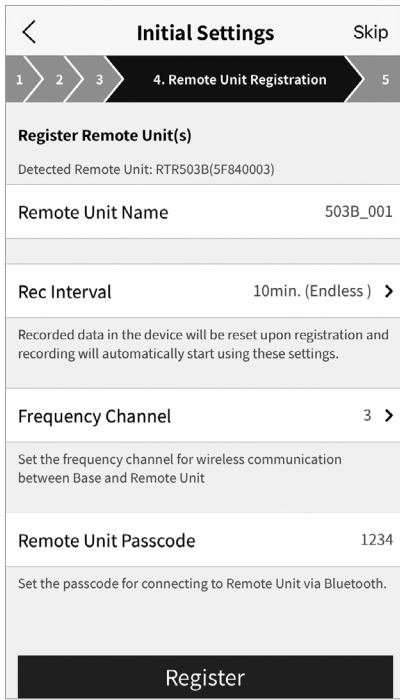 Initial Settings Skip
1 2 3 4. Remote Unit Registration 5
Register Remote Unit(s)
Detected Remote Unit: RTR503B(5F840003)
Remote Unit Name 503B_001
Rec Interval 10min. (Endless )
Recorded data in the device will be reset upon registration and
recording will automatically start using these settings.
Frequency Channel 3
Set the frequency channel for wireless communication
between Base and Remote Unit
Remote Unit Passcode 1234
Set the passcode for connecting to Remote Unit via Bluetooth.
Register